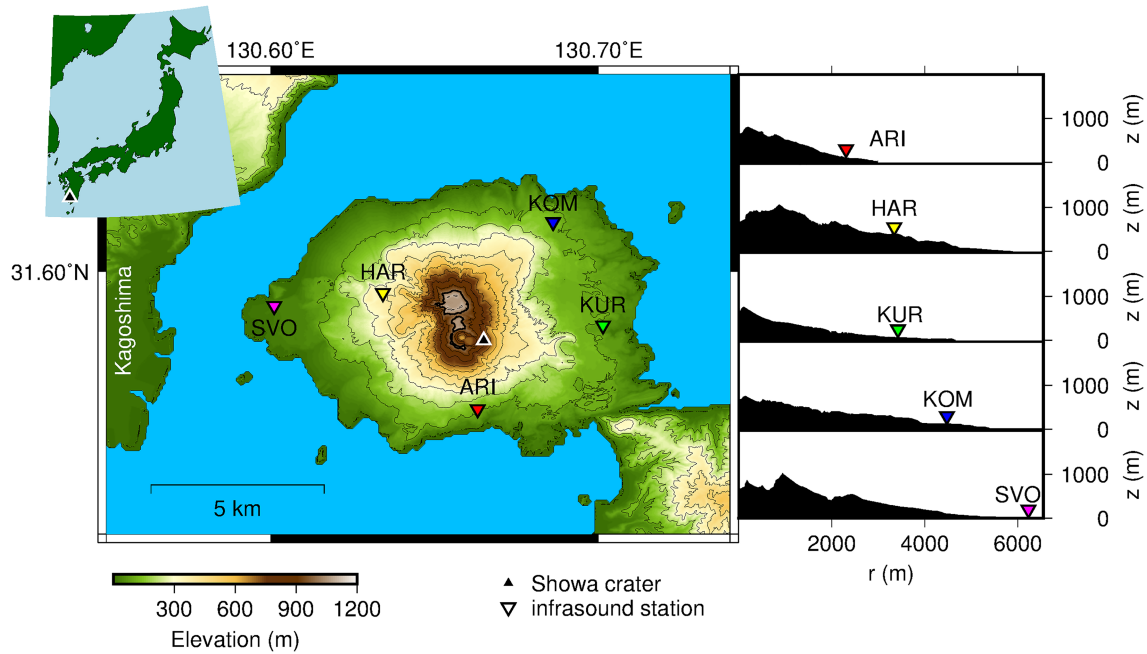 130.60°E
130.70°E
31.60°N
Kagoshima
KOM
HAR
SVO
KUR
ARI
5 km
300 600 900 1200
Elevation (m)
Showa crater
infrasound station
ARI
1000
0
z (m)
HAR
1000
0
z (m)
KUR
1000
0
z (m)
KOM
1000
0
z (m)
SVO
1000
0
z (m)
2000 4000 6000
r (m)